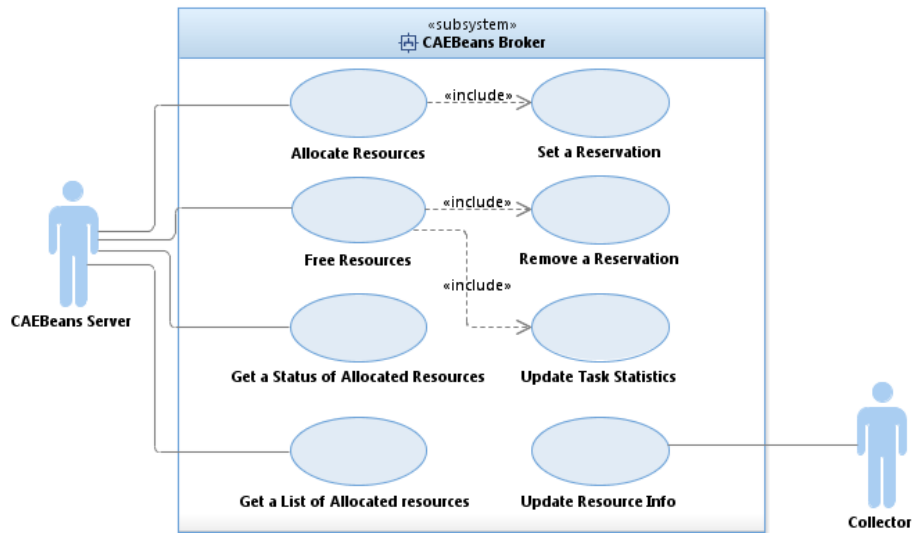 «subsystem»
CAEBeans Broker
«include»
Allocate Resources
Set a Reservation
«include»
Free Resources
Remove a Reservation
«include»
CAEBeans Server
Get a Status of Allocated Resources
Update Task Statistics
Get a List of Allocated resources
Update Resource Info
Collector